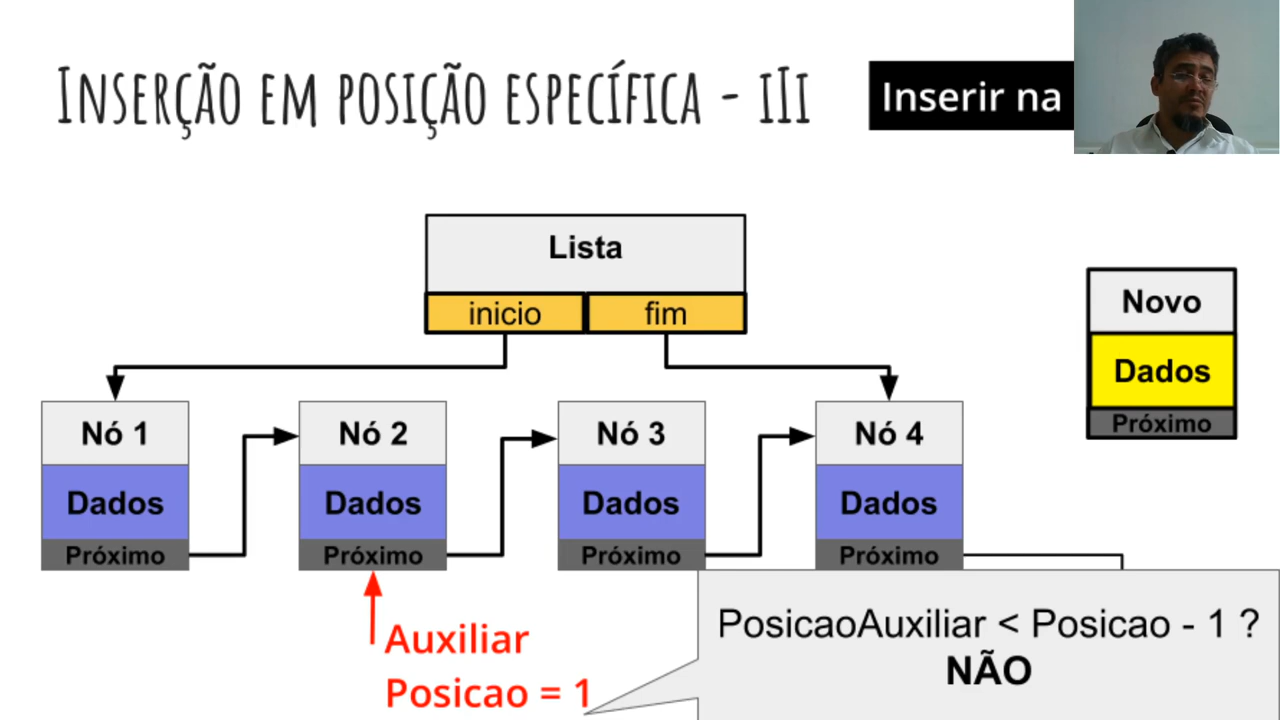 Inserção em posição específica - III
Inserir na
Lista
inicio fim
Novo
Dados
Próximo
Nó 1 Nó 2 Nó 3 Nó 4
Dados Dados Dados Dados
Próximo Próximo Próximo Próximo
Auxiliar
Posicao = 1
PosicaoAuxiliar < Posicao - 1 ?
NÃO